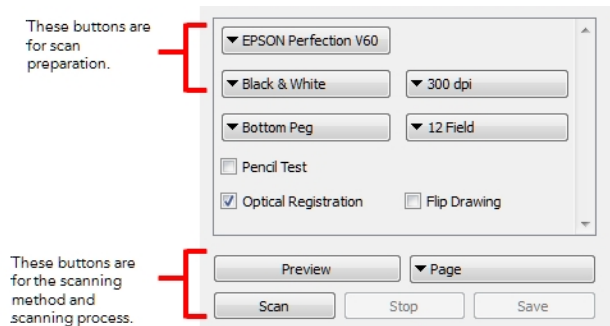 These buttons are
for scan
preparation.
EPSON Perfection V60
Black & White
300 dpi
Bottom Peg
12 Field
Pencil Test
Optical Registration
Flip Drawing
These buttons are
for the scanning
method and
scanning process.
Preview
Page
Scan
Stop
Save